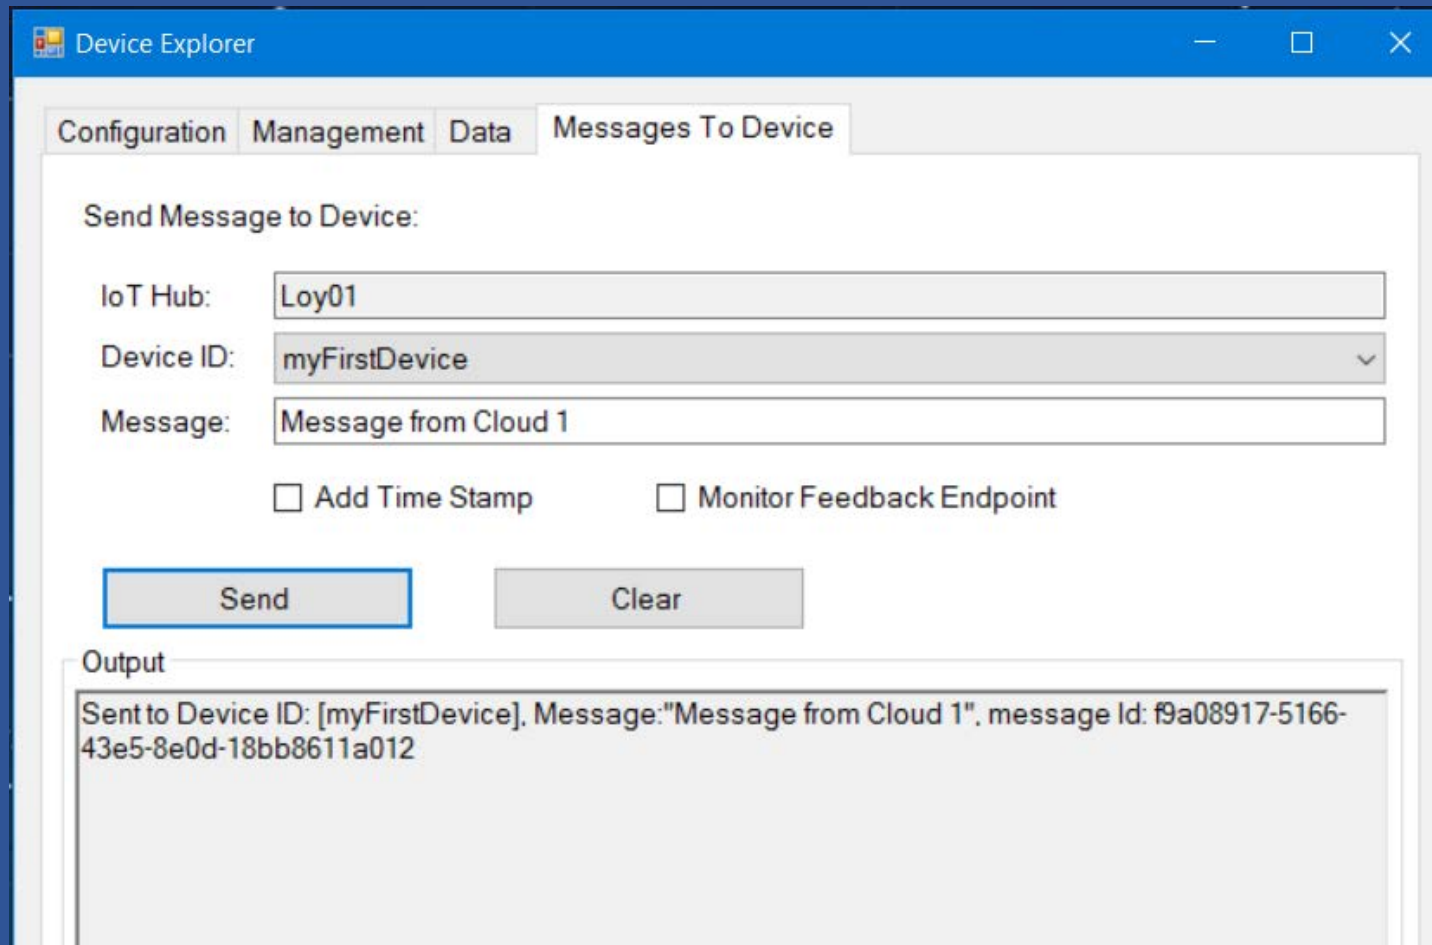 Device Explorer
Configuration Management Data Messages To Device
Send Message to Device:
IoT Hub: Loy01
Device ID: myFirstDevice
Message: Message from Cloud 1
Add Time Stamp Monitor Feedback Endpoint
Send Clear
Output
Sent to Device ID: [myFirstDevice], Message:"Message from Cloud 1", message Id: f9a08917-5166-
43e5-8e0d-18bb8611a012